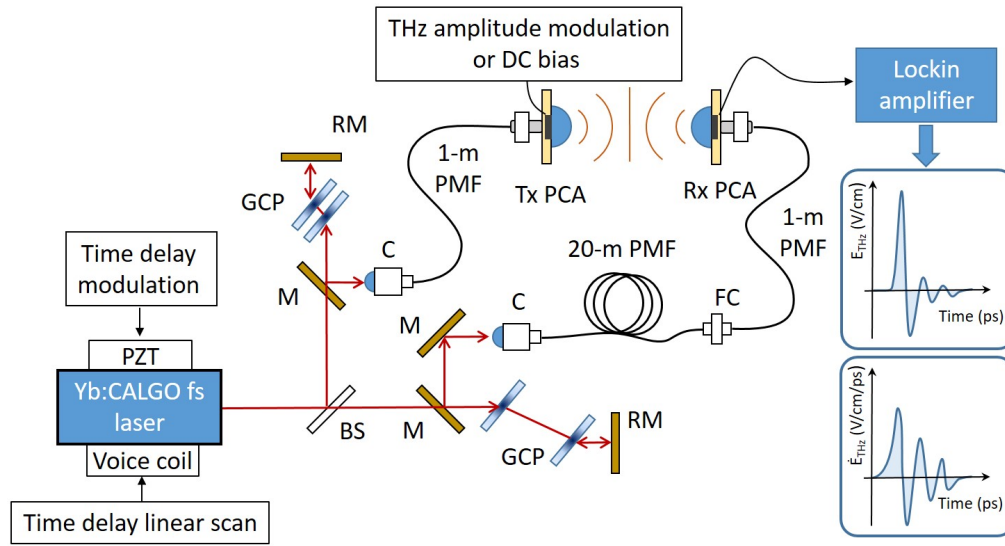 THz amplitude modulation
or DC bias
Lockin
amplifier
RM
1-m
PMF
GCP
Tx PCA
Rx PCA
1-m
PMF
E_THz (V/cm)
Time (ps)
Time delay
modulation
M
C
20-m PMF
FC
M
C
PZT
Yb:CALGO fs
laser
Voice coil
BS
M
GCP
RM
Ė_THz (V/cm/ps)
Time (ps)
Time delay linear scan